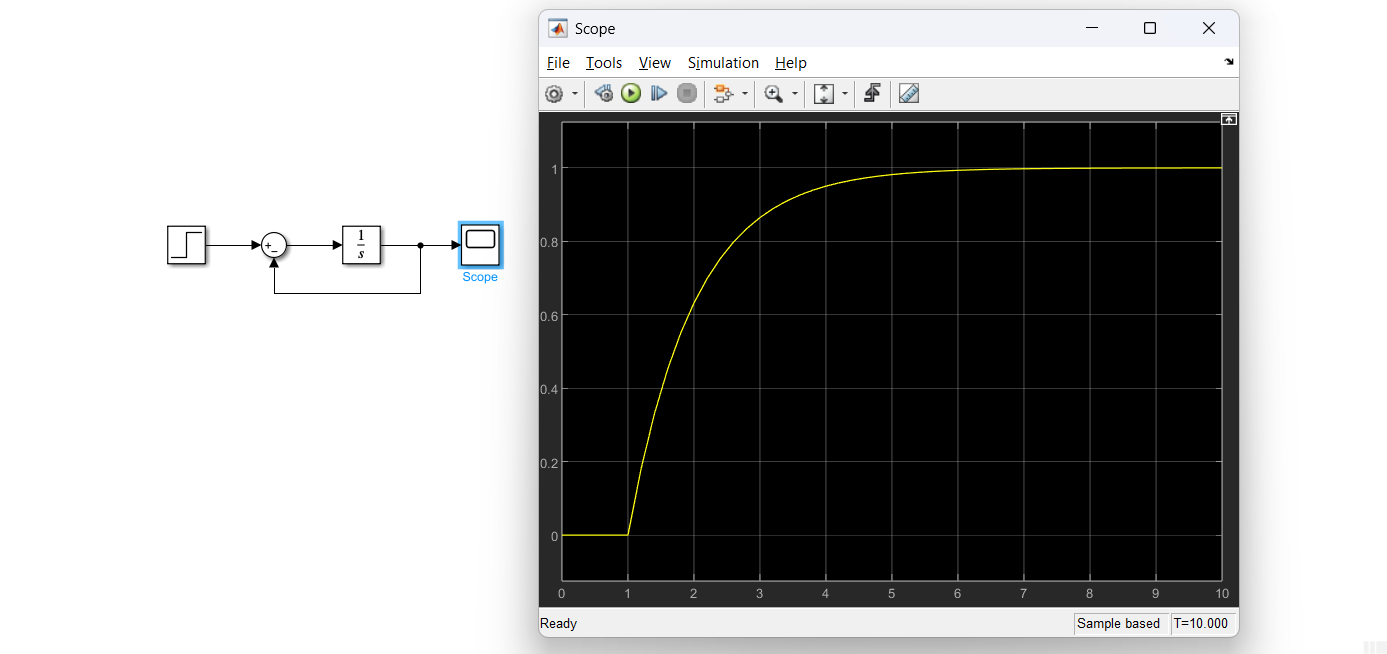 Scope
File Tools View Simulation Help
1
0.8
0.6
0.4
0.2
0
0 1 2 3 4 5 6 7 8 9 10
Ready Sample based T=10.000
+
−
1
s
Scope